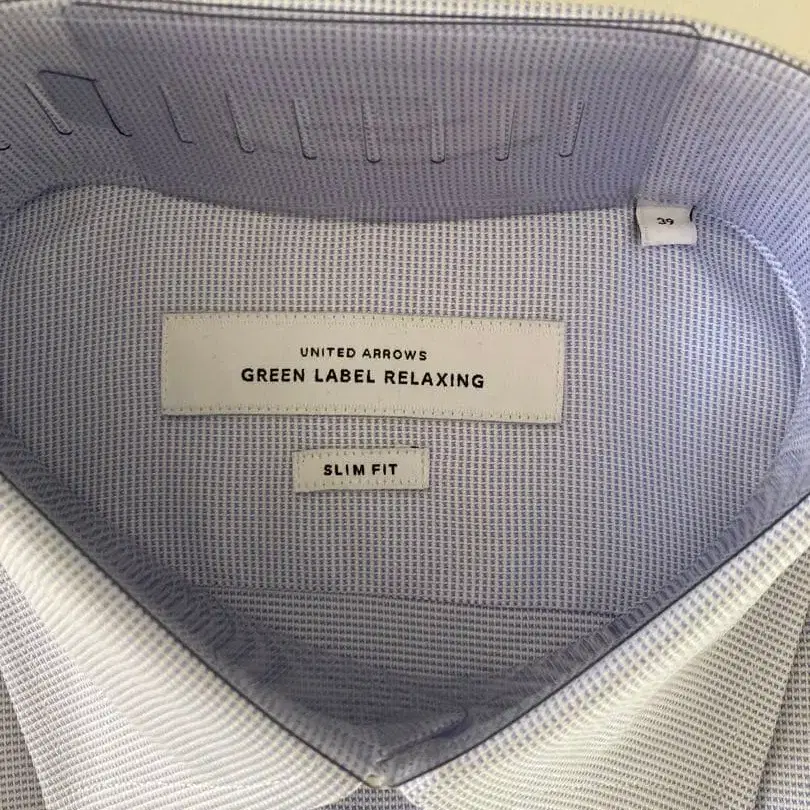 39
UNITED ARROWS
GREEN LABEL RELAXING
SLIM FIT